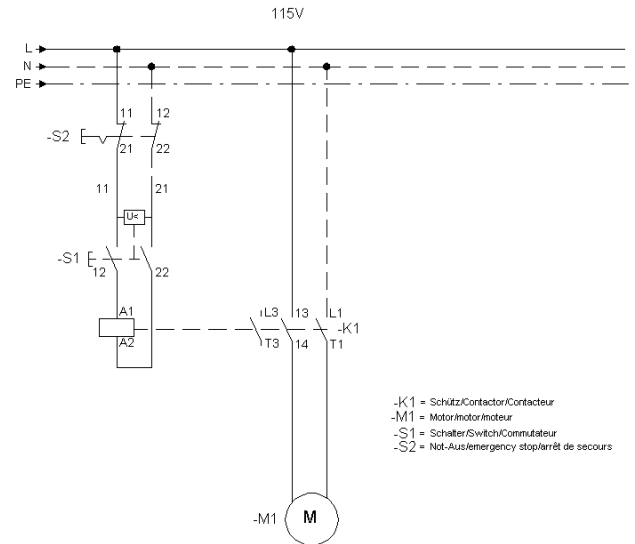 115V
L
N
PE
11 12
-S2
21 22
11 21
U<
-S1
12 22
A1 L3 13 L1
-K1
A2 T3 14 T1
-K1 = Schütz/Contactor/Contacteur
-M1 = Motor/motor/moteur
-S1 = Schalter/Switch/Commutateur
-S2 = Not-Aus/emergency stop/arrêt de secours
-M1 M